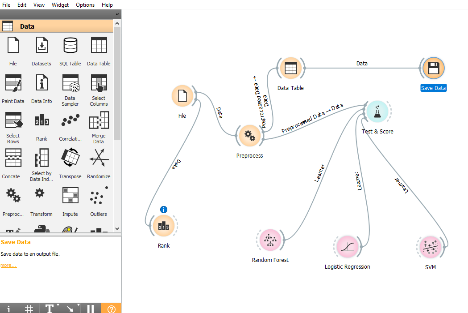 File Edit View Widget Options Help
Data
File Datasets SQL Table Data Table
Paint Data Data Info Data Sampler Select Columns
Select Rows Rank Correlati... Merge Data
Concate Select by Data Ind... Transpose Randomize
Preproc... Transform Impute Outliers
Save Data
Save data to an output file.
more...
File
Data
Data
Rank
Preprocess
Preprocessed Data → Data
Data Table
Data
Save Data
Preprocessed Data → Data
Test & Score
Learner
Learner
Learner
Random Forest
Logistic Regression
SVM